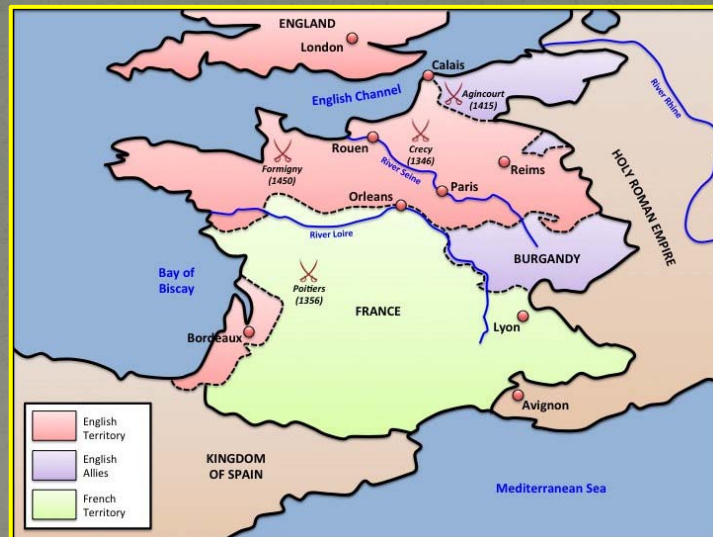 ENGLAND
London
Calais
English Channel
Agincourt
(1415)
River Rhine
Rouen
Crecy
(1346)
Formigny
(1450)
River Seine
Reims
Paris
Orleans
HOLY ROMAN EMPIRE
River Loire
BURGANDY
Bay of
Biscay
Poitiers
(1356)
FRANCE
Lyon
Bordeaux
Avignon
English
Territory
English
Allies
French
Territory
KINGDOM
OF SPAIN
Mediterranean Sea